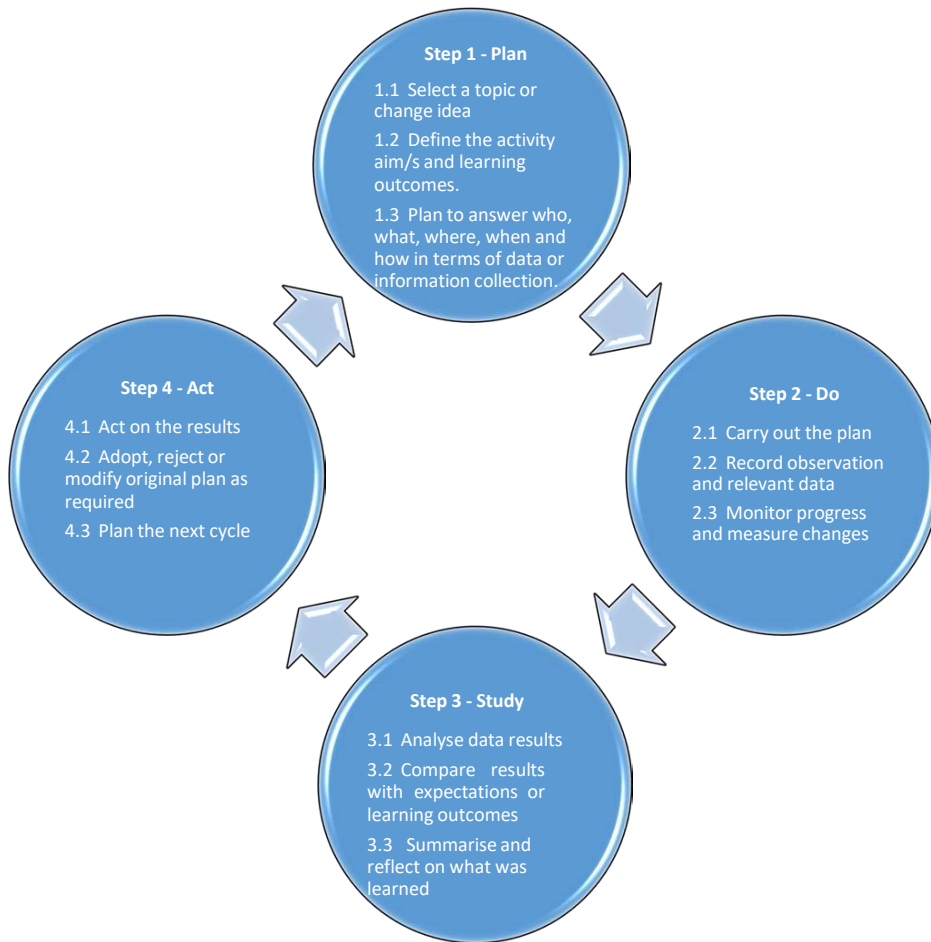 Step 1 - Plan
1.1 Select a topic or
change idea
1.2 Define the activity
aim/s and learning
outcomes.
1.3 Plan to answer who,
what, where, when and
how in terms of data or
information collection.
Step 2 - Do
2.1 Carry out the plan
2.2 Record observation
and relevant data
2.3 Monitor progress
and measure changes
Step 3 - Study
3.1 Analyse data results
3.2 Compare results
with expectations or
learning outcomes
3.3 Summarise and
reflect on what was
learned
Step 4 - Act
4.1 Act on the results
4.2 Adopt, reject or
modify original plan as
required
4.3 Plan the next cycle